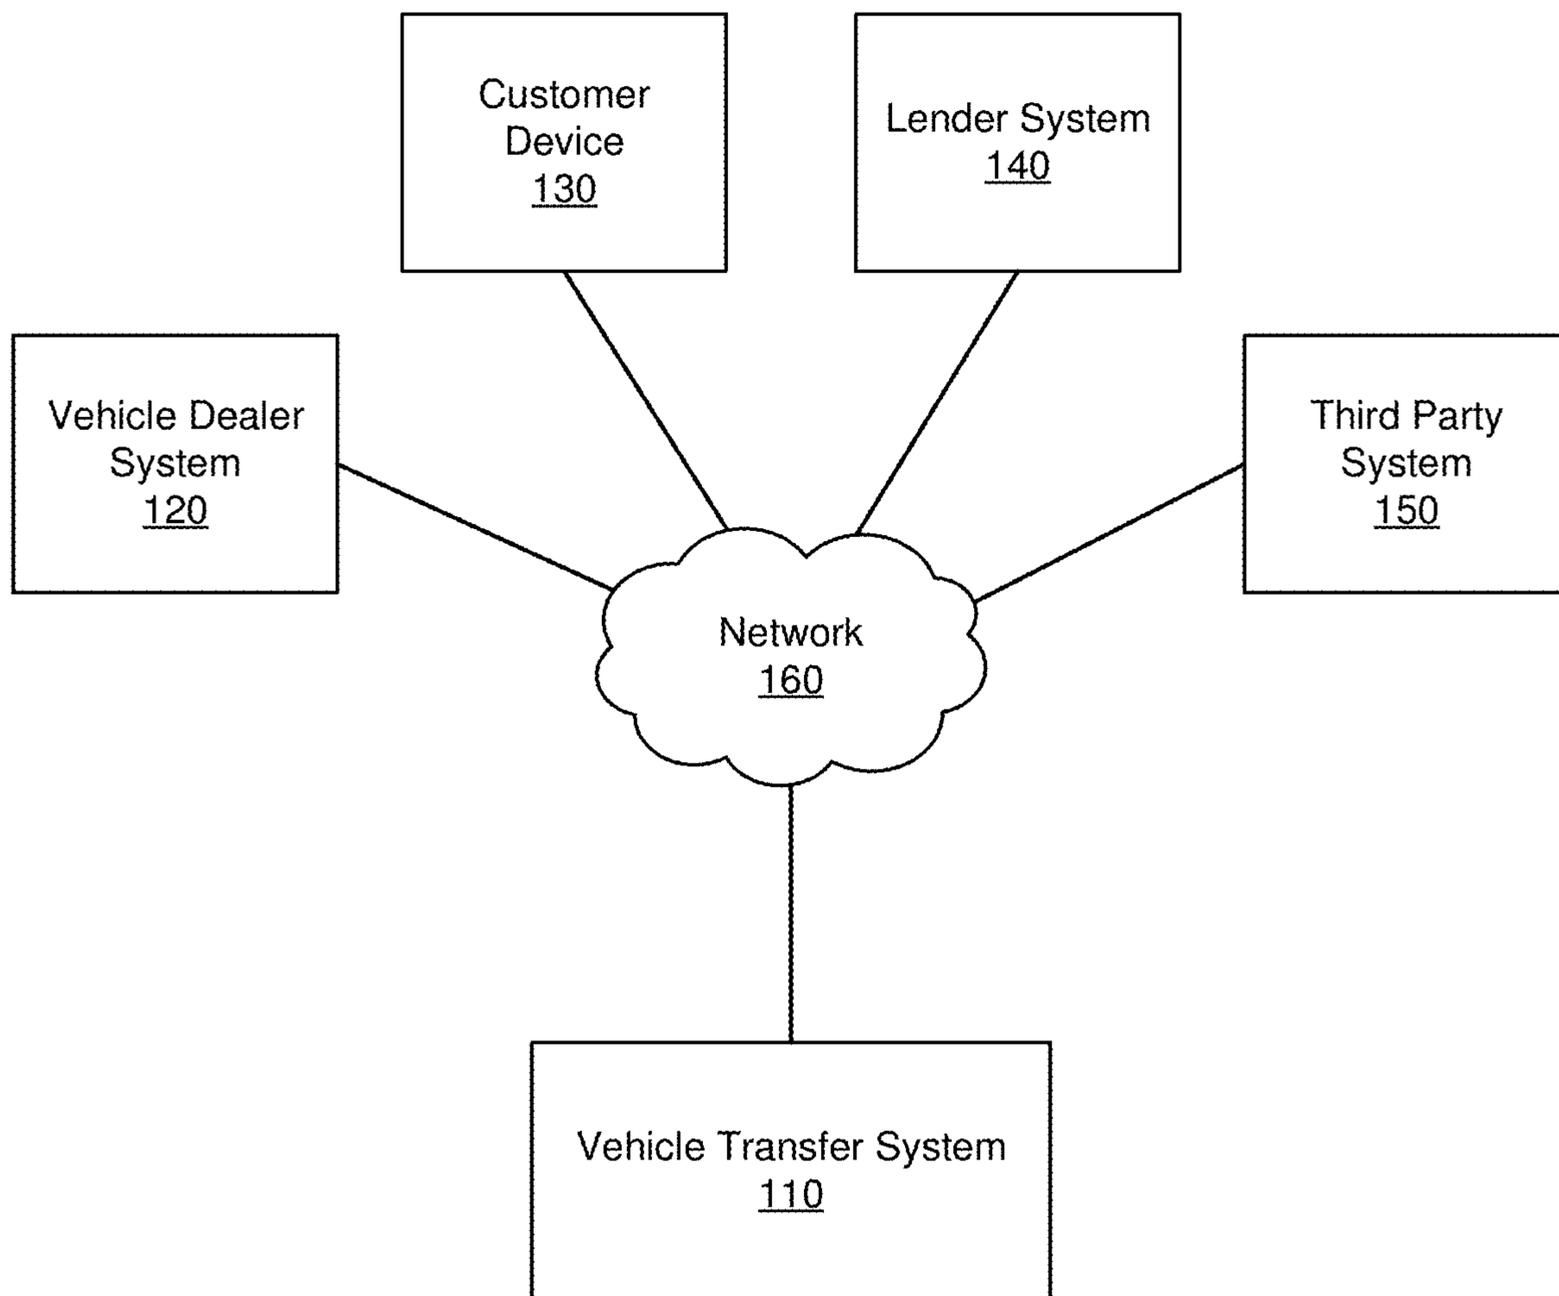 Customer
Device
130
Lender System
140
Vehicle Dealer
System
120
Third Party
System
150
Network
160
Vehicle Transfer System
110